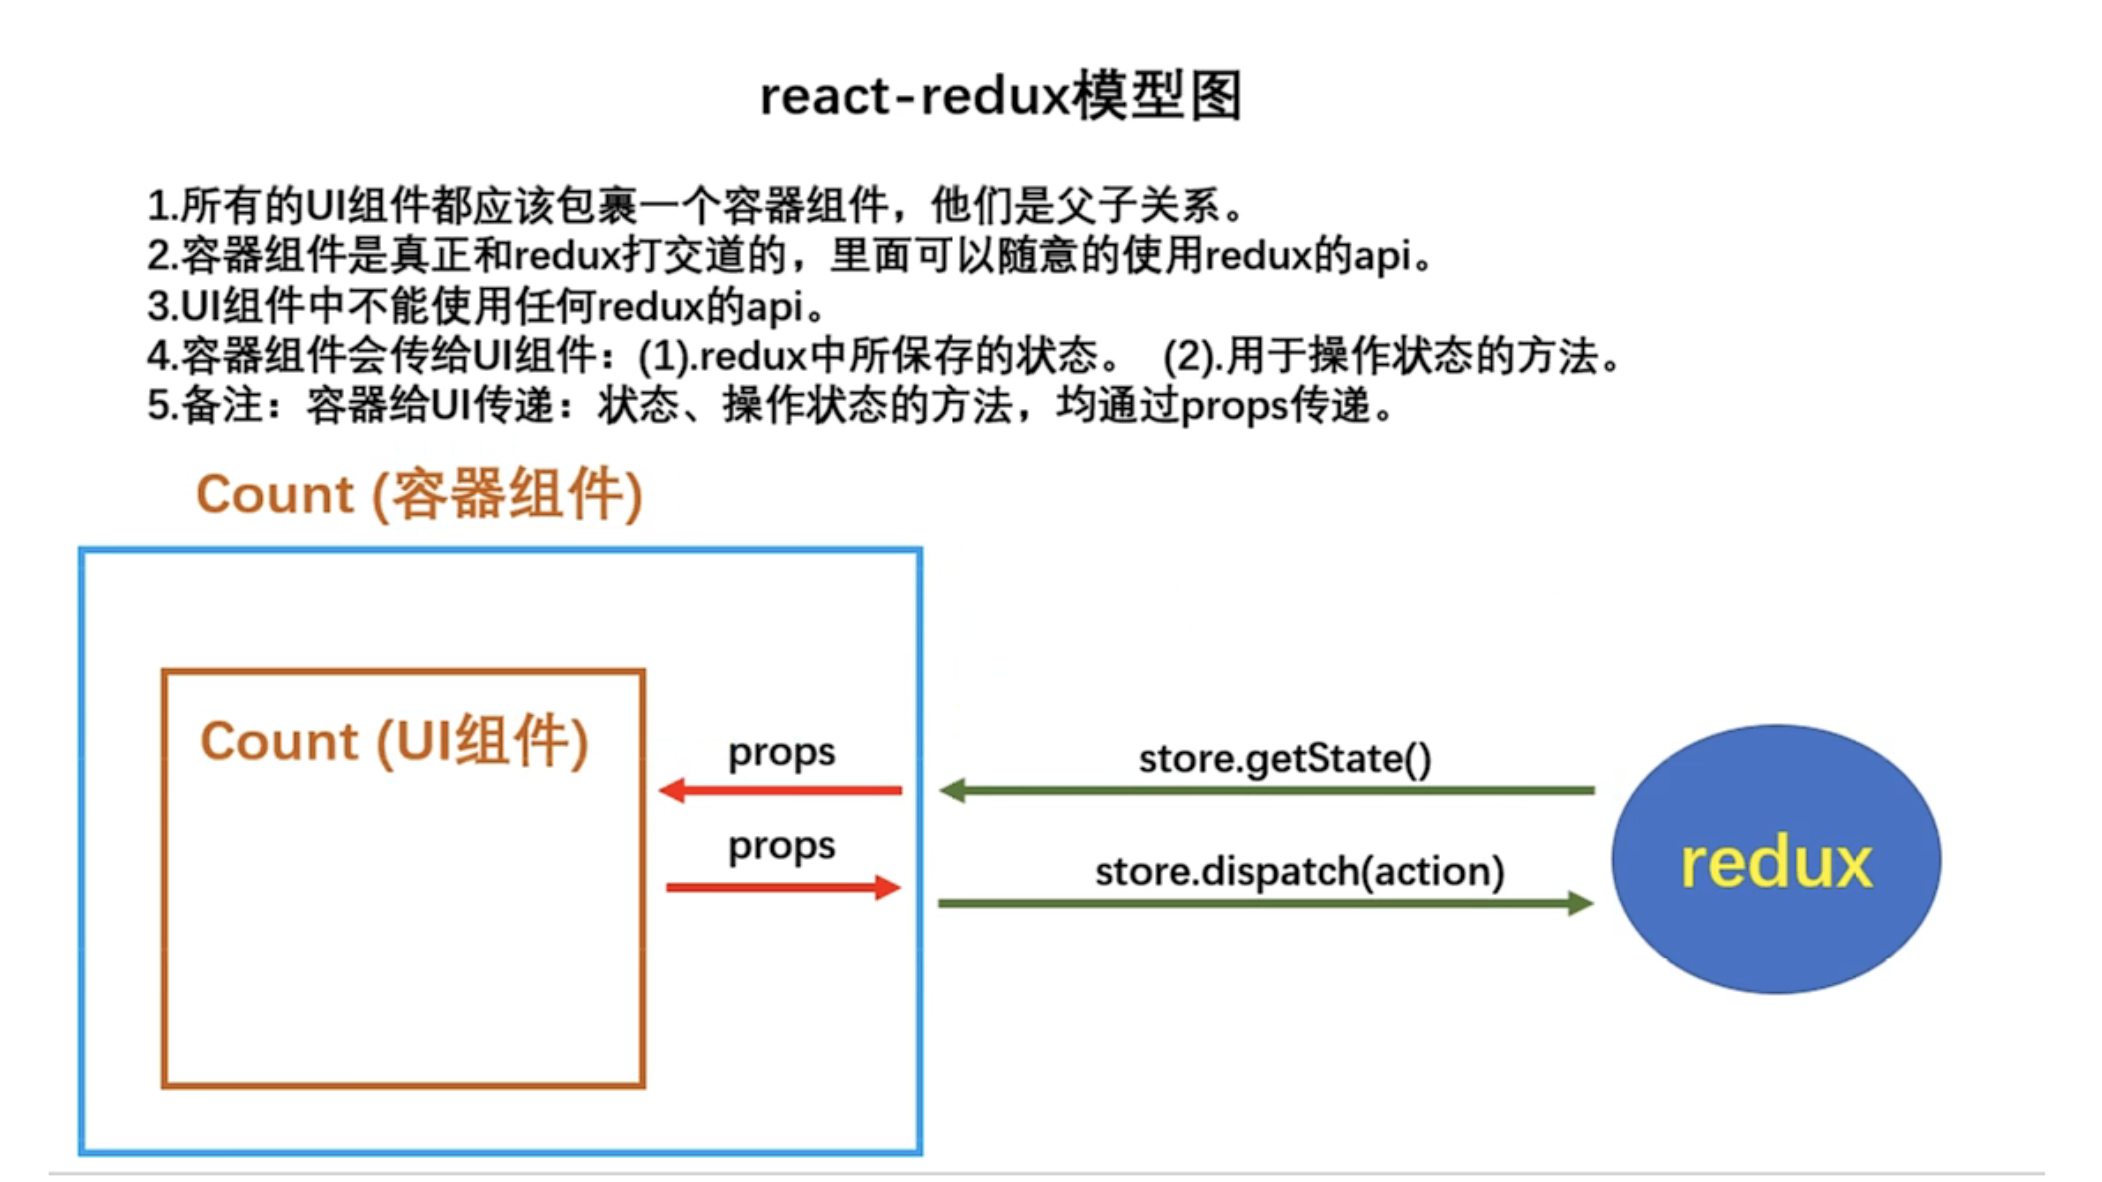 react-redux模型图
1.所有的UI组件都应该包裹一个容器组件，他们是父子关系。
2.容器组件是真正和redux打交道的，里面可以随意的使用redux的api。
3.UI组件中不能使用任何redux的api。
4.容器组件会传给UI组件：(1).redux中所保存的状态。 (2).用于操作状态的方法。
5.备注：容器给UI传递：状态、操作状态的方法，均通过props传递。
Count (容器组件)
Count (UI组件)
props
store.getState()
props
store.dispatch(action)
redux